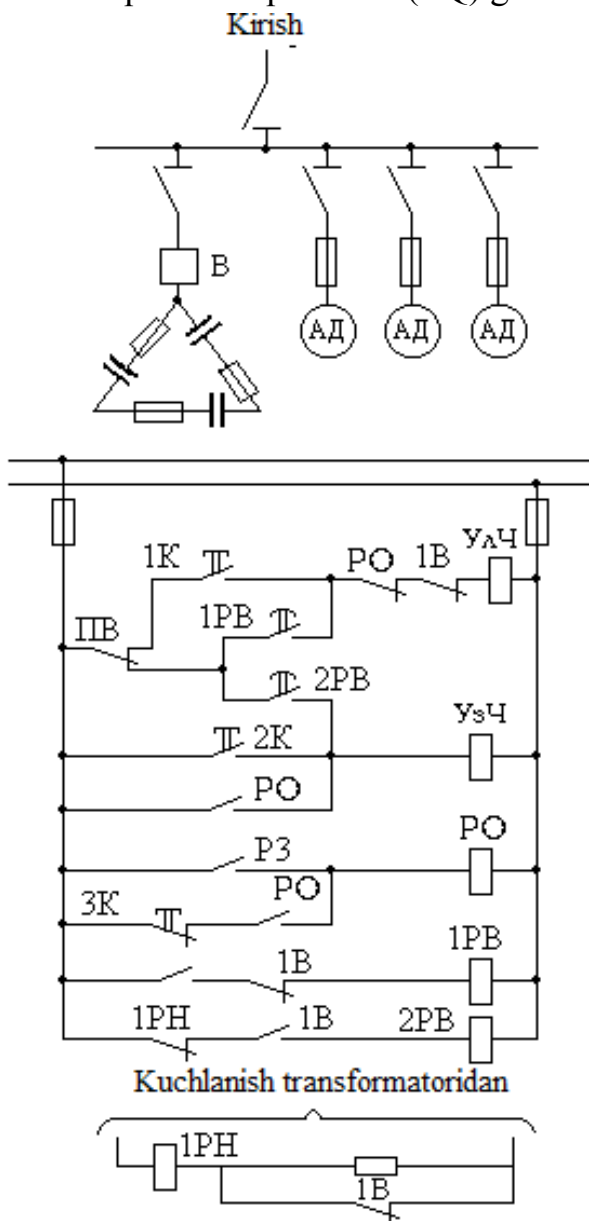 Kirish
В
АД АД АД
УлЧ
1К РО 1В
1РВ
ПВ
2РВ
УзЧ
2К
РО
РО
РЗ
3К РО
1РВ
1В
1РН 1В 2РВ
Kuchlanish transformatoridan
1РН
1В